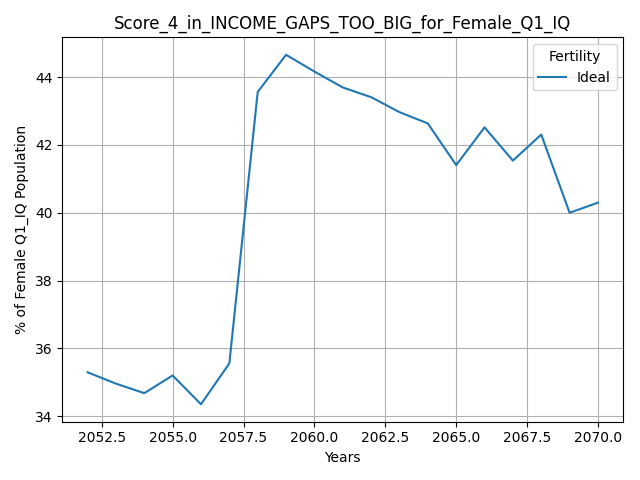 Score_4_in_INCOME_GAPS_TOO_BIG_for_Female_Q1_IQ
Fertility
Ideal
% of Female Q1_IQ Population
44
42
40
38
36
34
2052.5 2055.0 2057.5 2060.0 2062.5 2065.0 2067.5 2070.0
Years